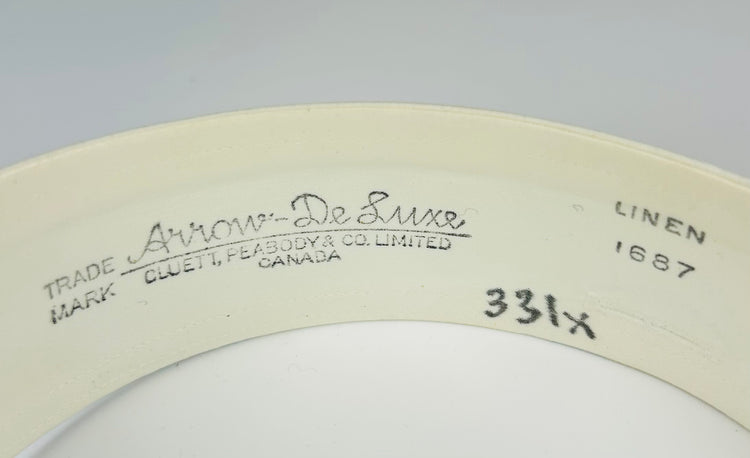 TRADE MARK
Arrow-De Luxe
CLUETT, PEABODY & CO. LIMITED
CANADA
LINEN
1687
331x